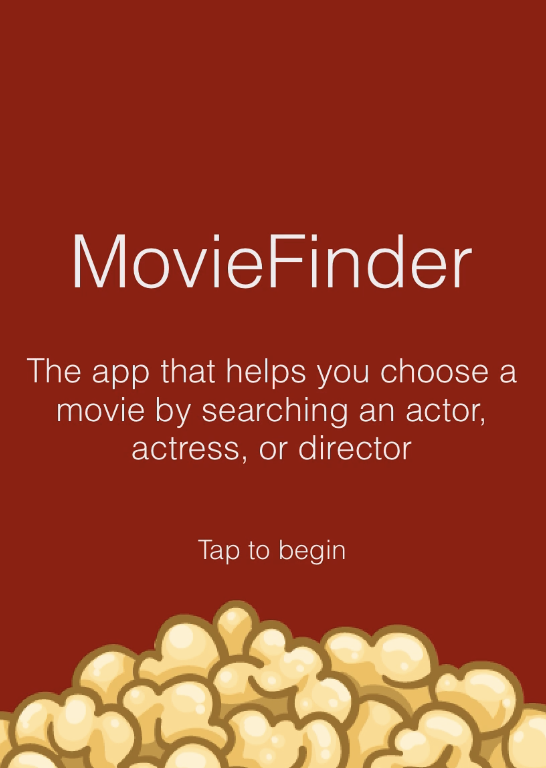 MovieFinder
The app that helps you choose a
movie by searching an actor,
actress, or director
Tap to begin